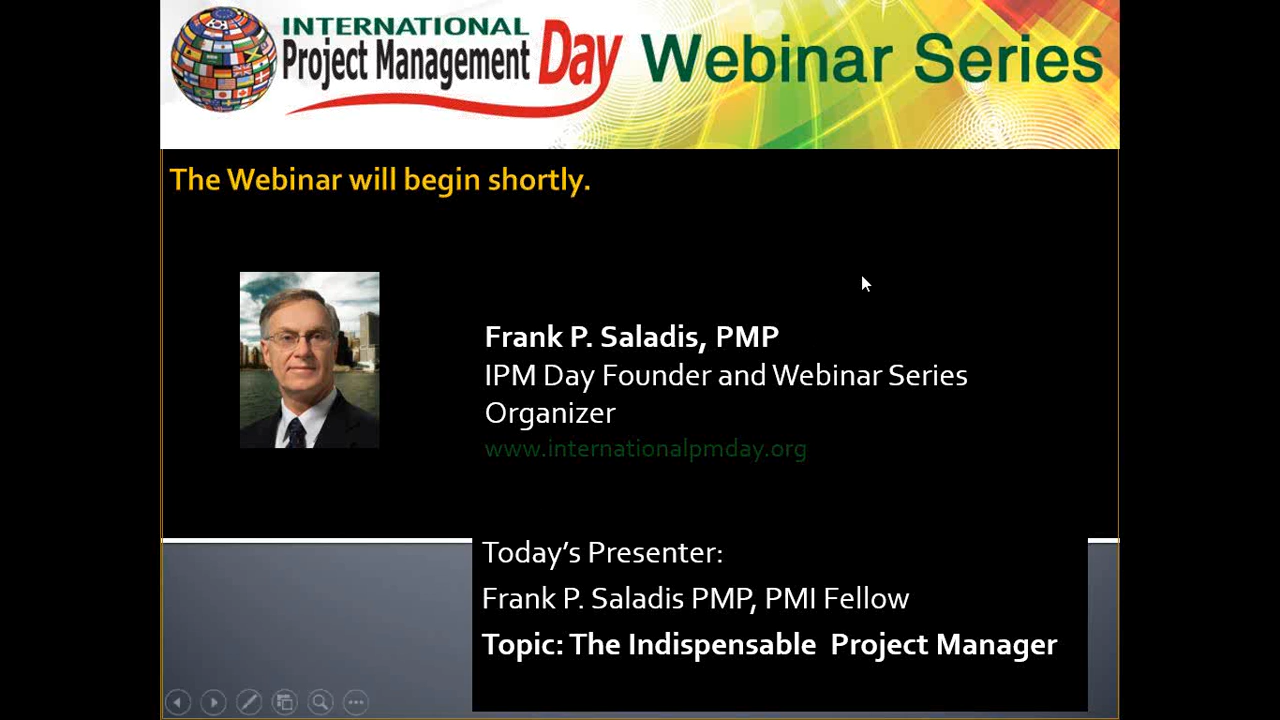 INTERNATIONAL
Project Management Day
Webinar Series
The Webinar will begin shortly.
Frank P. Saladis, PMP
IPM Day Founder and Webinar Series
Organizer
www.internationalpmday.org
Today's Presenter:
Frank P. Saladis PMP, PMI Fellow
Topic: The Indispensable  Project Manager